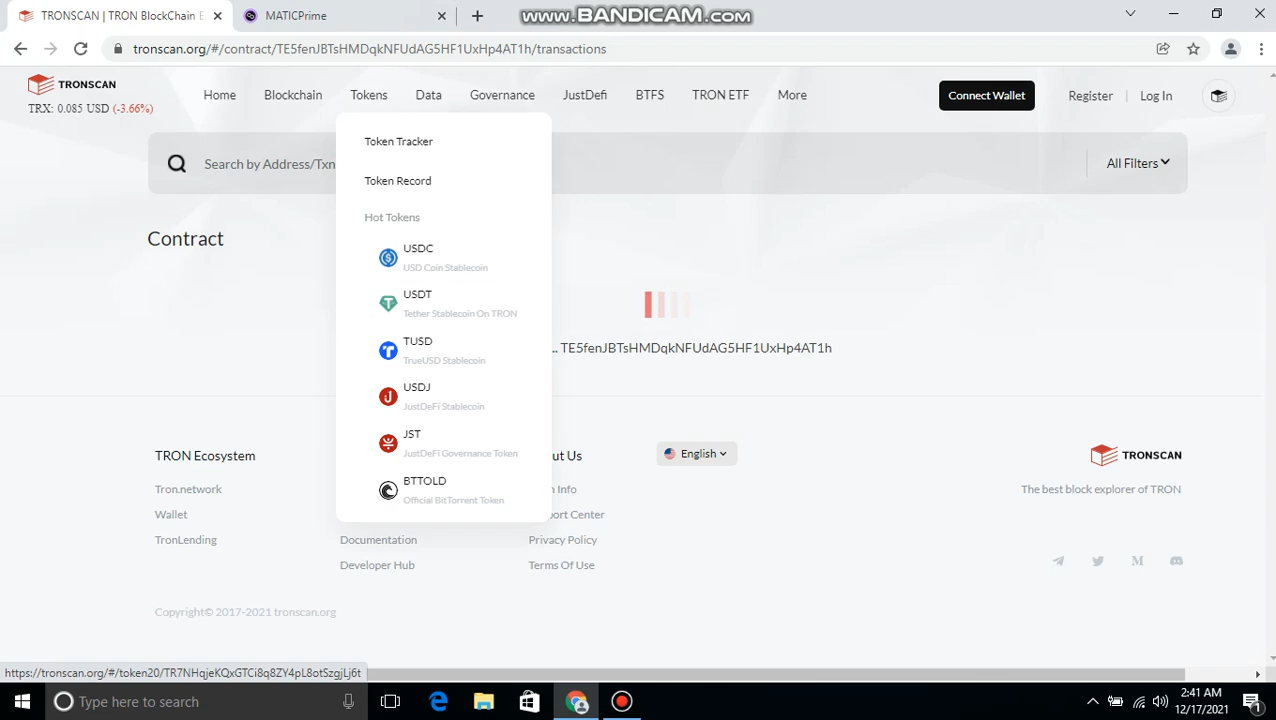 TRONSCAN | TRON BlockChain E
MATICPrime
www.BANDICAM.com
tronscan.org/#/contract/TE5fenJBTsHMDqkNFUdAG5HF1UxHp4AT1h/transactions
TRONSCAN
TRX: 0.085 USD (-3.66%)
Home Blockchain Tokens Data Governance JustDefi BTFS TRON ETF More
Connect Wallet Register | Log In
Search by Address/Txn
All Filters
Token Tracker
Token Record
Hot Tokens
USDC
USD Coin Stablecoin
USDT
Tether Stablecoin On TRON
TUSD
TrueUSD Stablecoin
USDJ
JustDeFi Stablecoin
JST
JustDeFi Governance Token
BTTOLD
Official BitTorrent Token
Contract
.. TE5fenJBTsHMDqkNFUdAG5HF1UxHp4AT1h
TRON Ecosystem
Tron.network
Wallet
TronLending
Documentation
Developer Hub
ut Us
Info
port Center
Privacy Policy
Terms Of Use
English
TRONSCAN
The best block explorer of TRON
Copyright© 2017-2021 tronscan.org
https://tronscan.org/#/token20/TR7NHqjeKQxGTCi8q8ZY4pL8otSzgjLj6t
Type here to search
2:41 AM
12/17/2021